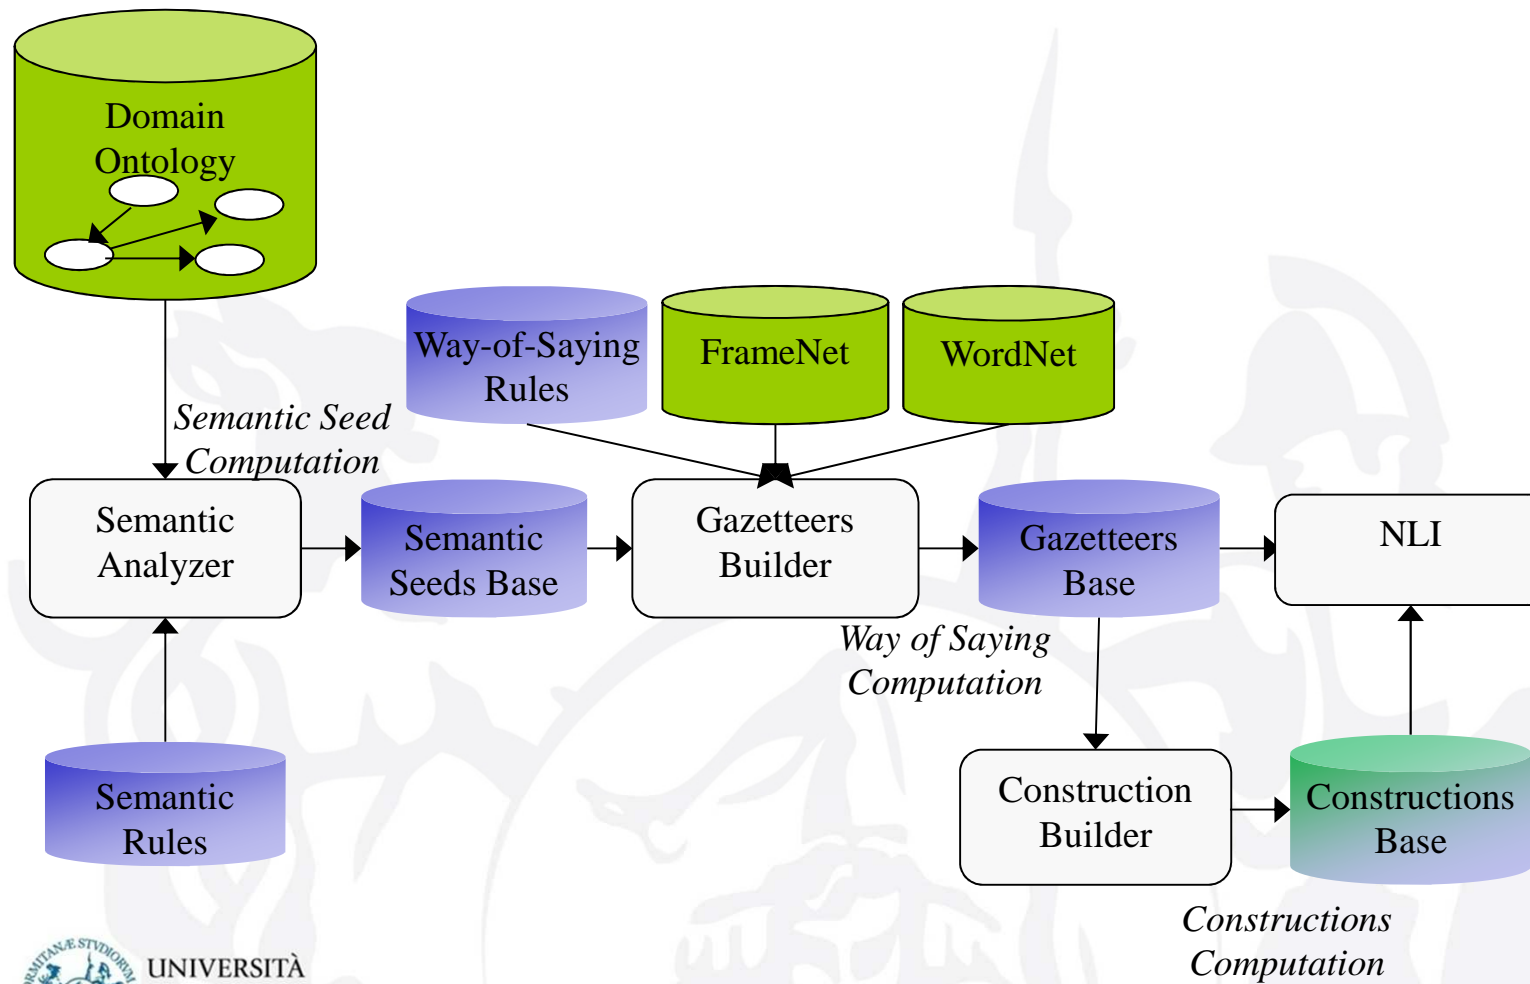 Domain
Ontology
Way-of-Saying
Rules
FrameNet
WordNet
Semantic Seed
Computation
Semantic
Analyzer
Semantic
Seeds Base
Gazetteers
Builder
Gazetteers
Base
NLI
Way of Saying
Computation
Semantic
Rules
Construction
Builder
Constructions
Base
Constructions
Computation
UNIVERSITÀ